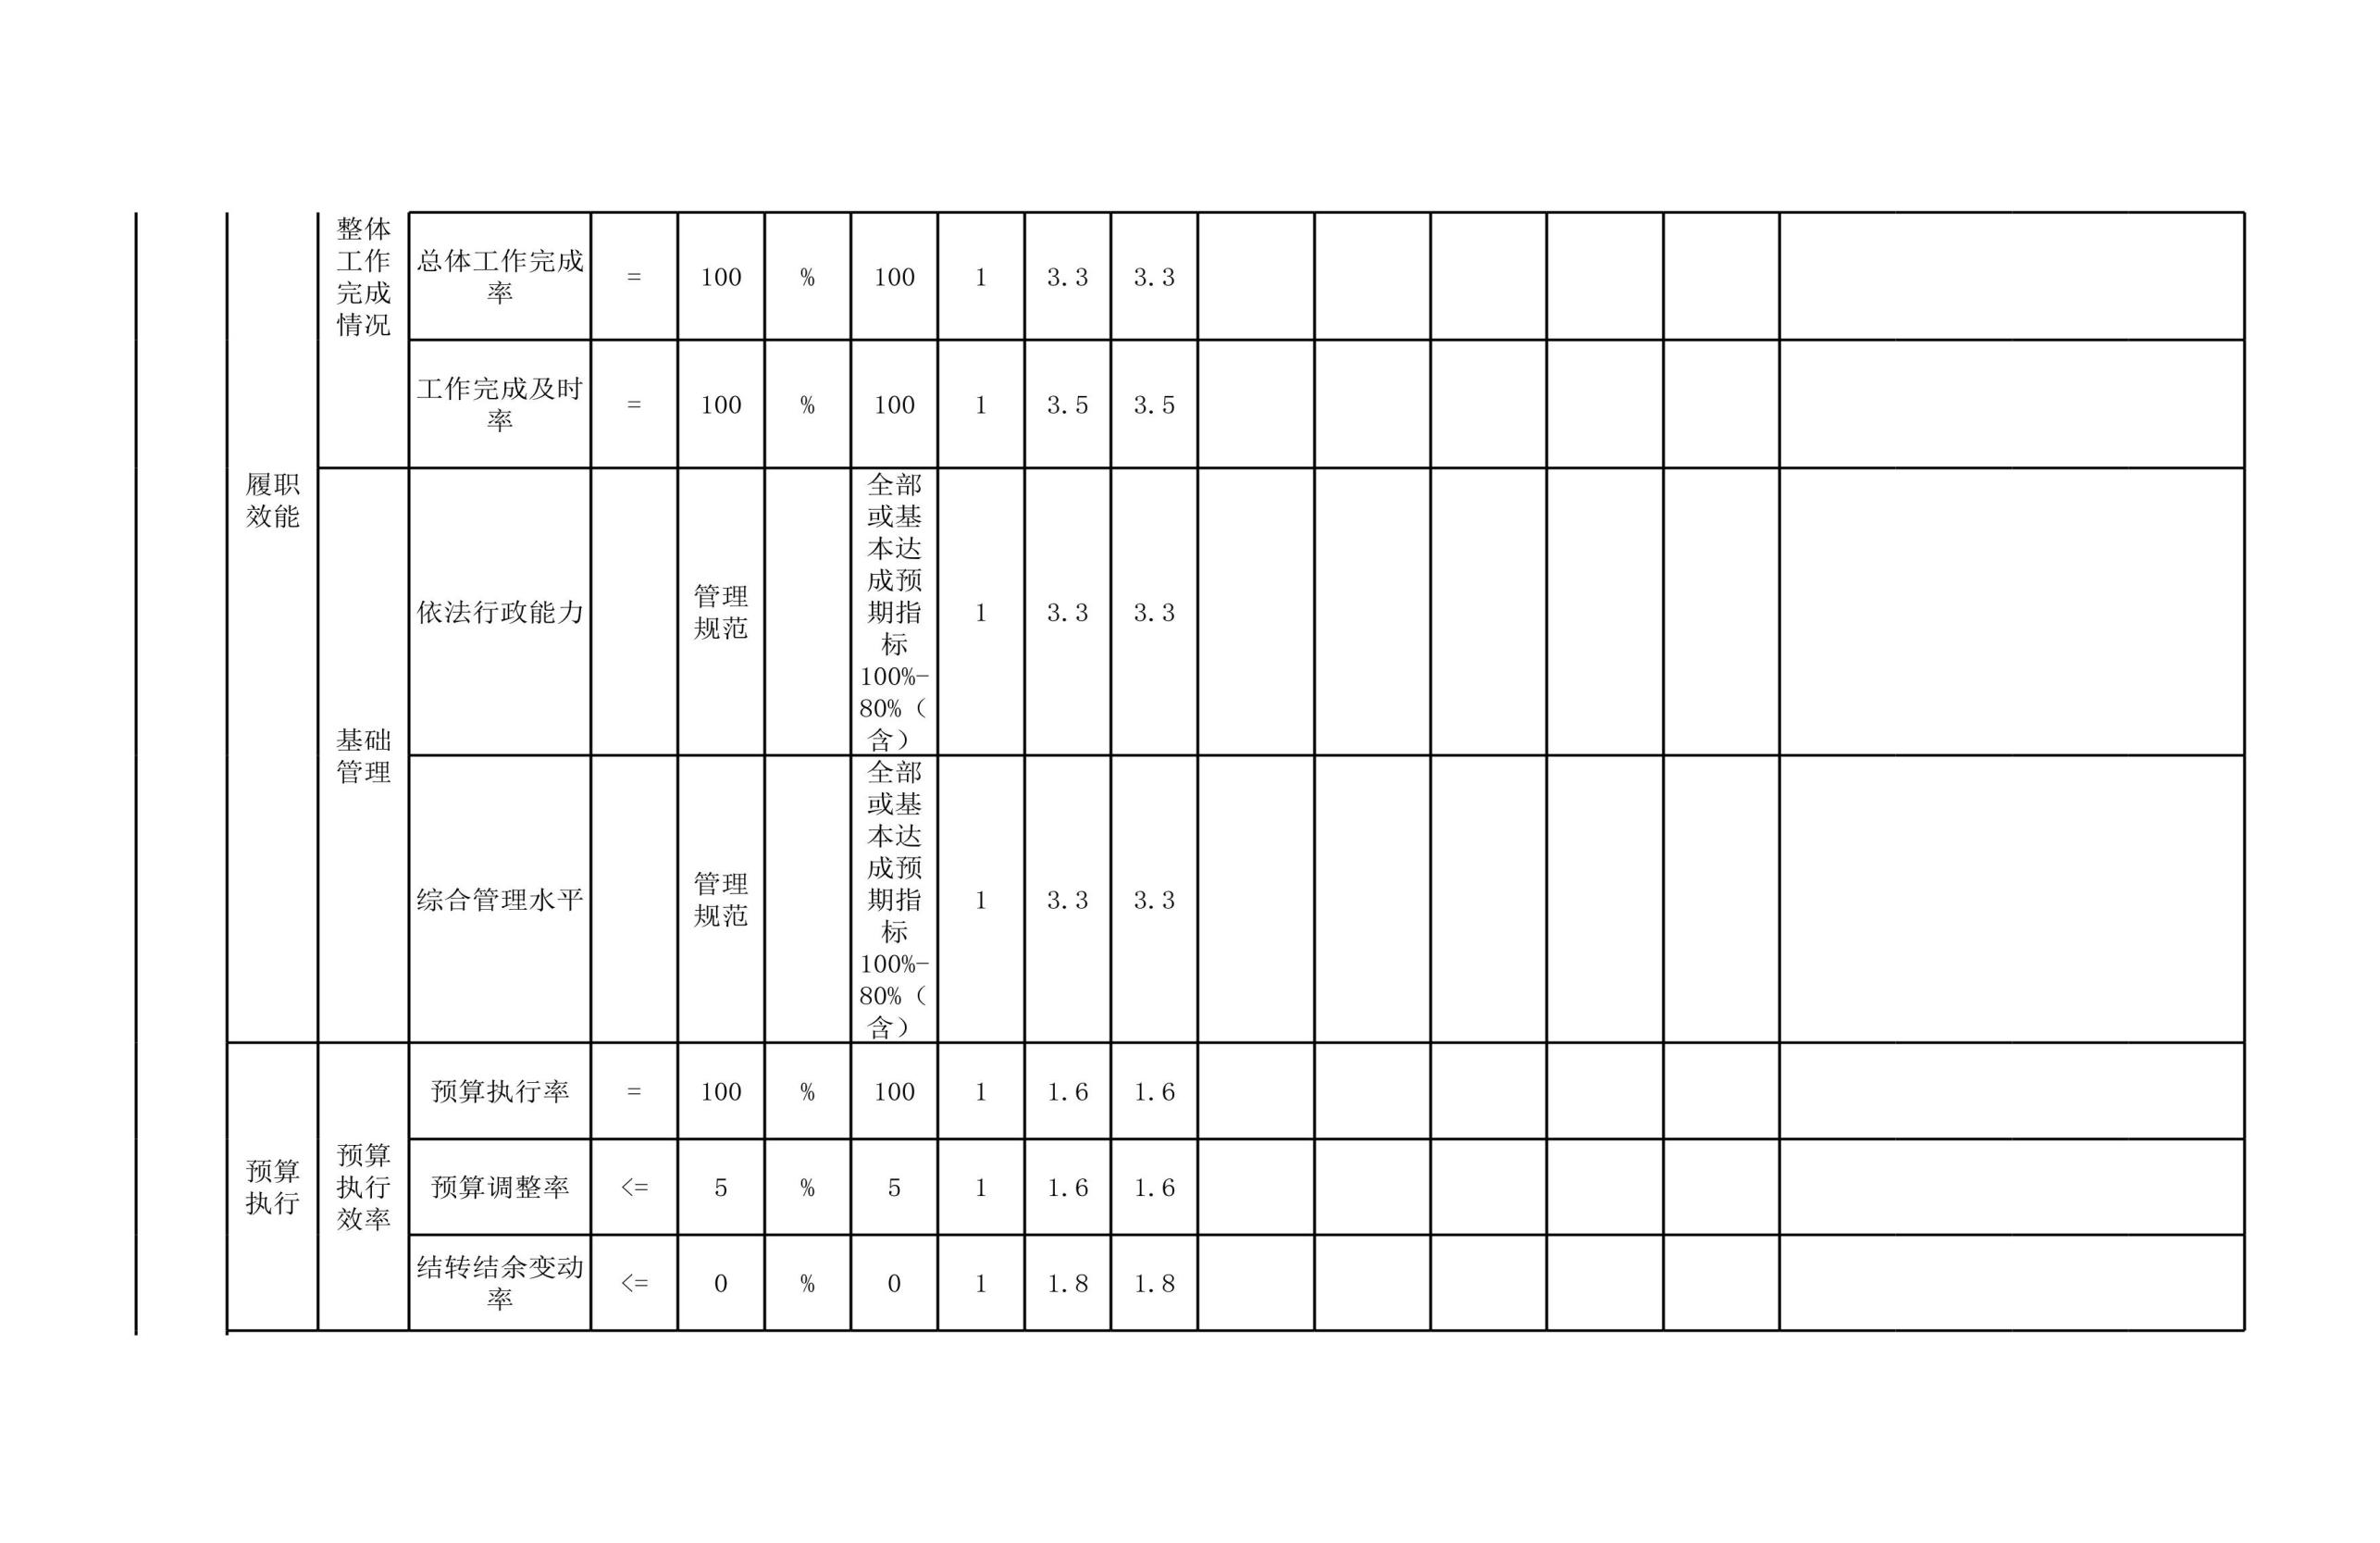 履职
效能
整体
工作
完成
情况
总体工作完成
率
=
100
%
100
1
3.3
3.3
工作完成及时
率
=
100
%
100
1
3.5
3.5
基础
管理
依法行政能力
管理
规范
全部
或基
本达
成预
期指
标
100%-
80%（
含）
1
3.3
3.3
综合管理水平
管理
规范
全部
或基
本达
成预
期指
标
100%-
80%（
含）
1
3.3
3.3
预算
执行
预算
执行
效率
预算执行率
=
100
%
100
1
1.6
1.6
预算调整率
<=
5
%
5
1
1.6
1.6
结转结余变动
率
<=
0
%
0
1
1.8
1.8